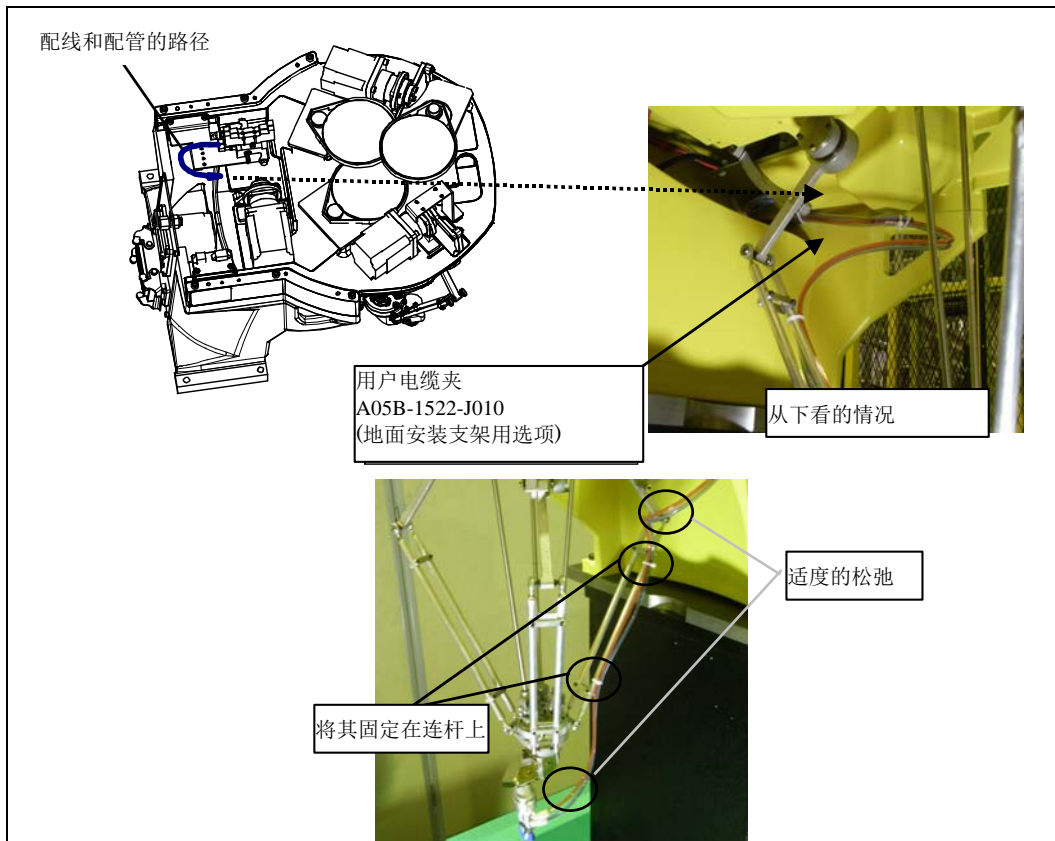 配线和配管的路径
用户电缆夹
A05B-1522-J010
(地面安装支架用选项)
从下看的情况
适度的松弛
将其固定在连杆上